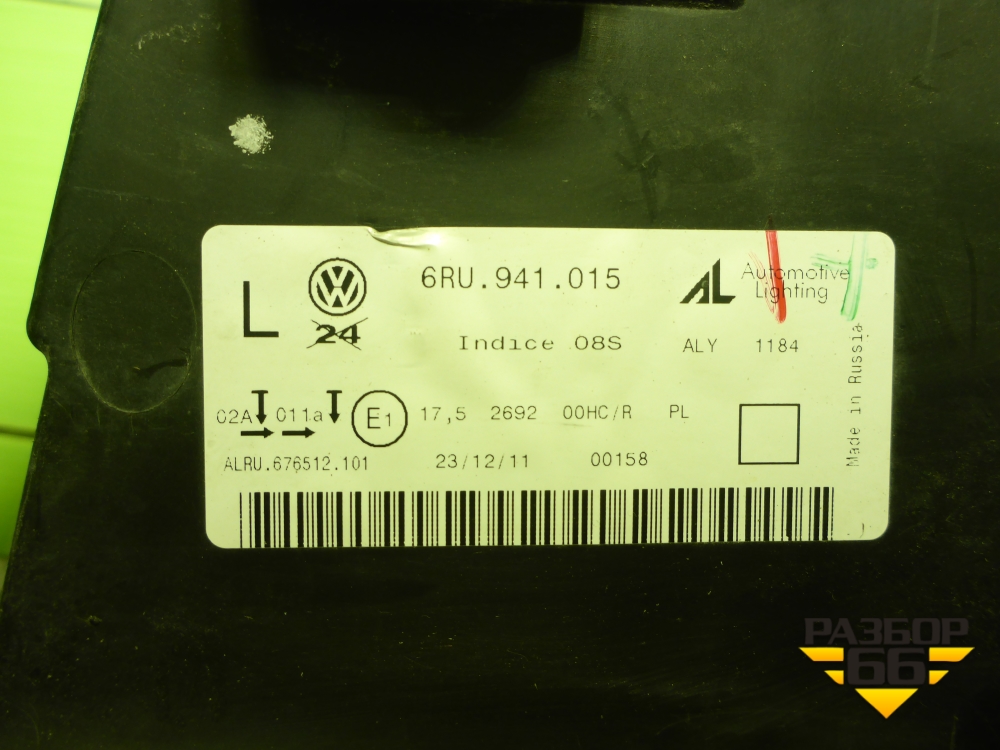 L
6RU.941.015
AL Automotive
Lighting
24
Indice 08S
ALY 1184
Made in Russia
02A 011a E1 17,5 2692 00HC/R PL
ALRU.676512.101 23/12/11 00158
РАЗБОР
66